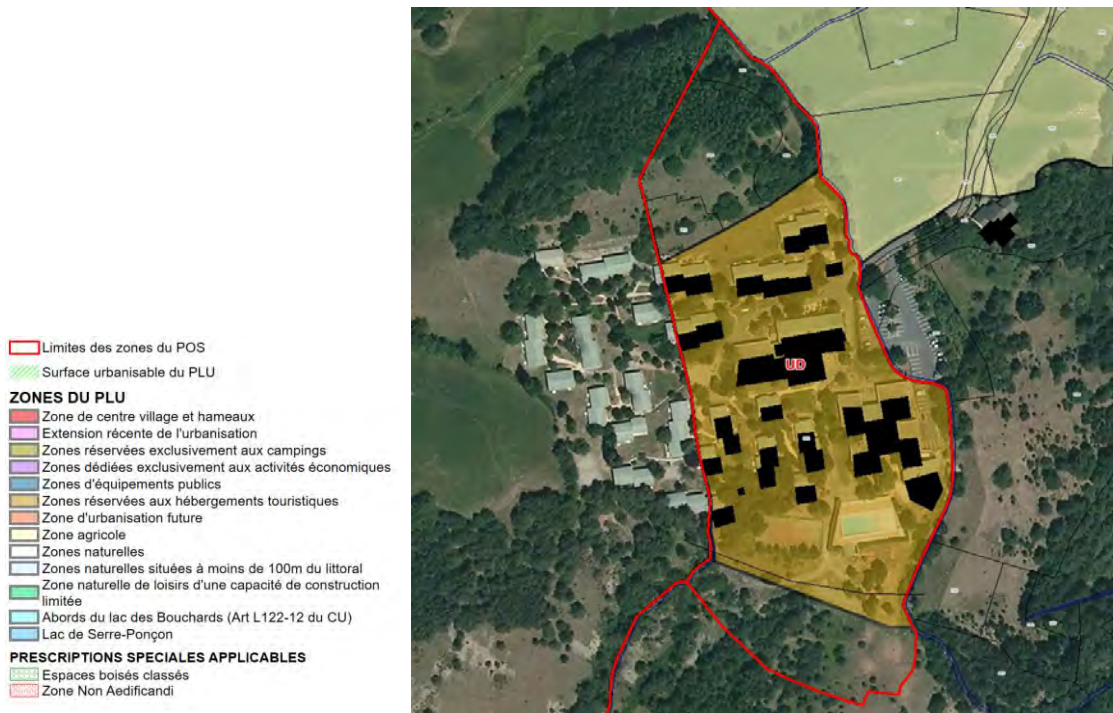 Limites des zones du POS
Surface urbanisable du PLU
ZONES DU PLU
Zone de centre village et hameaux
Extension récente de l'urbanisation
Zones réservées exclusivement aux campings
Zones dédiées exclusivement aux activités économiques
Zones d'équipements publics
Zones réservées aux hébergements touristiques
Zone d'urbanisation future
Zone agricole
Zones naturelles
Zones naturelles situées à moins de 100m du littoral
Zone naturelle de loisirs d'une capacité de construction
limitée
Abords du lac des Bouchards (Art L122-12 du CU)
Lac de Serre-Ponçon
PRESCRIPTIONS SPECIALES APPLICABLES
Espaces boisés classés
Zone Non Aedificandi
UD